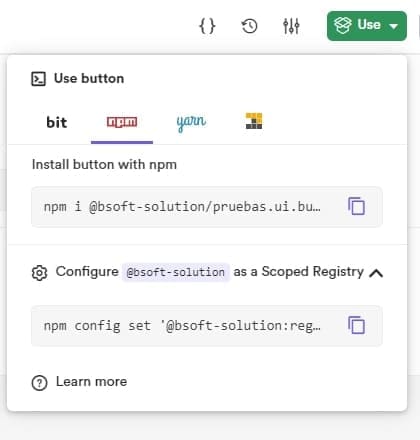 {}
Use
Use button
bit
npm
yarn
Install button with npm
npm i @bsoft-solution/pruebas.ui.bu…
Configure @bsoft-solution as a Scoped Registry
npm config set '@bsoft-solution:reg…
Learn more